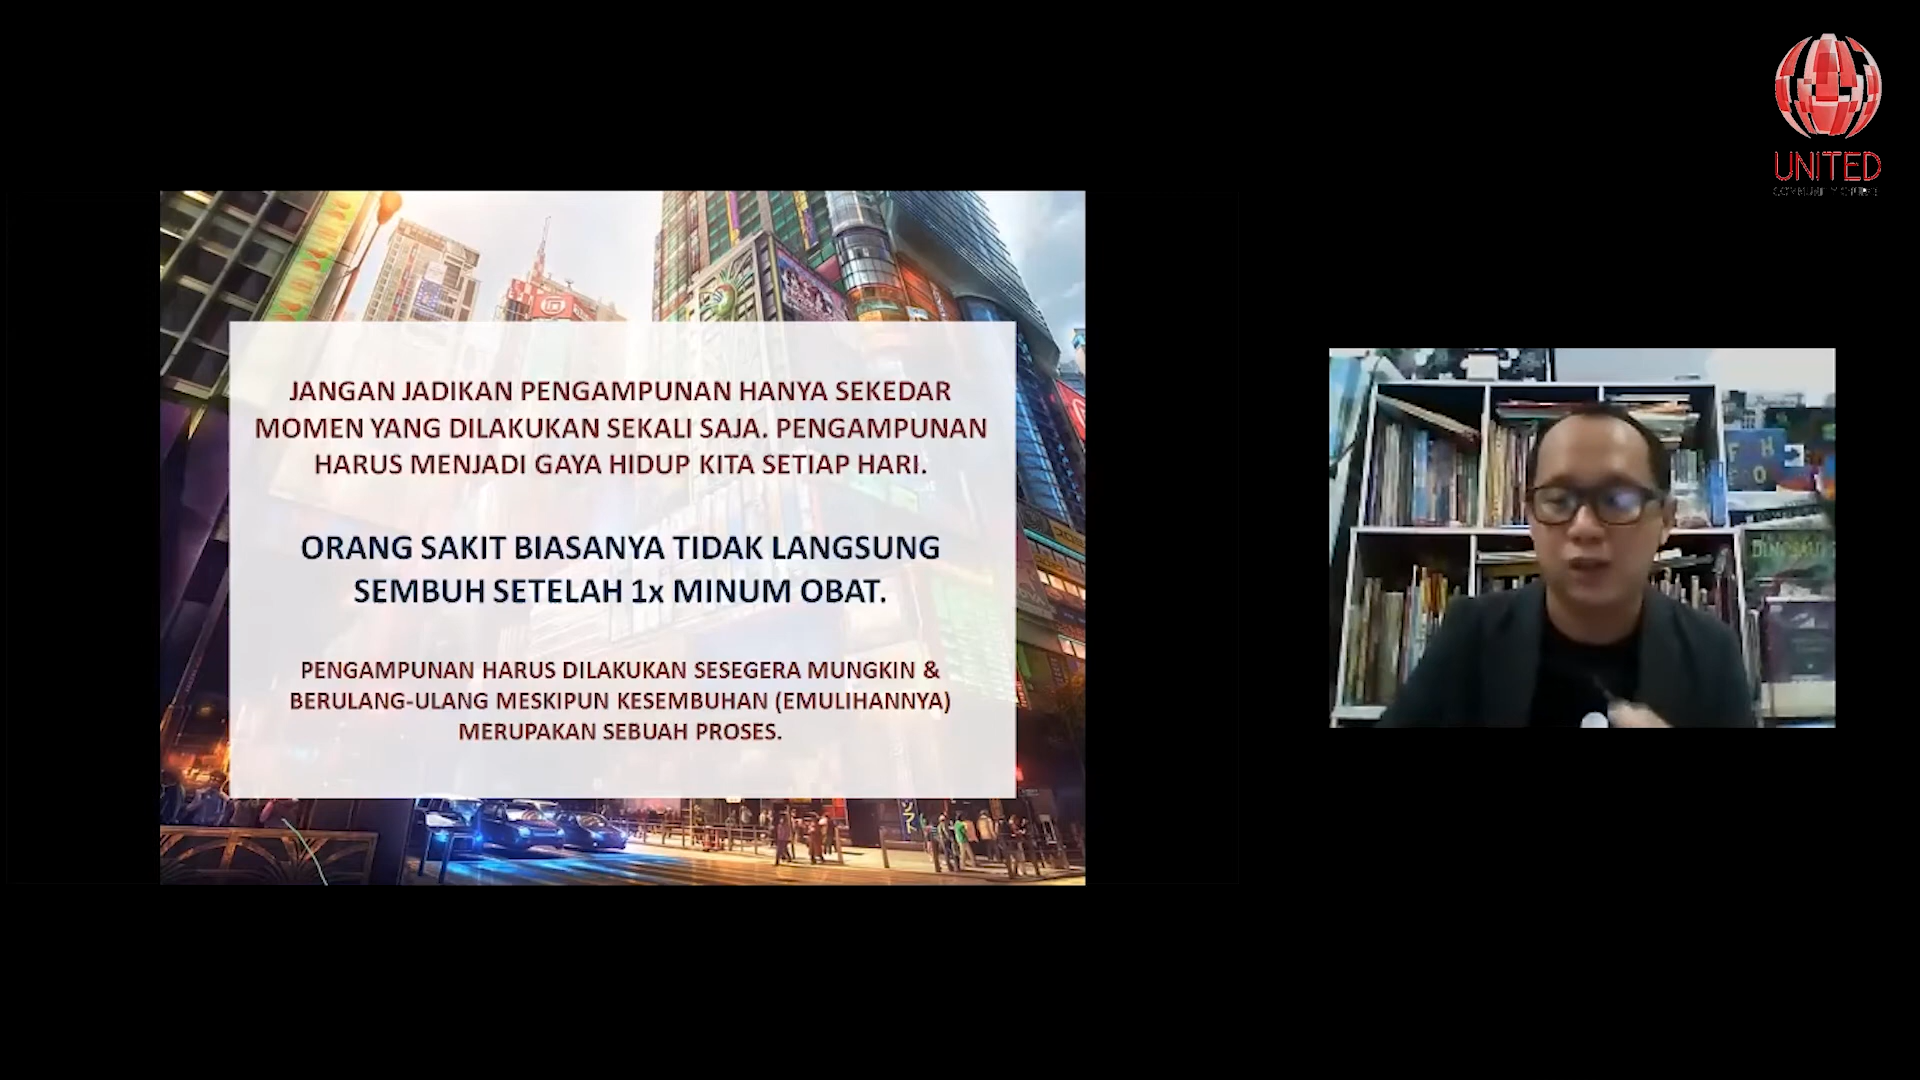 JANGAN JADIKAN PENGAMPUNAN HANYA SEKEDAR
MOMEN YANG DILAKUKAN SEKALI SAJA. PENGAMPUNAN
HARUS MENJADI GAYA HIDUP KITA SETIAP HARI.
ORANG SAKIT BIASANYA TIDAK LANGSUNG
SEMBUH SETELAH 1x MINUM OBAT.
PENGAMPUNAN HARUS DILAKUKAN SESEGERA MUNGKIN &
BERULANG-ULANG MESKIPUN KESEMBUHAN (EMULIHANNYA)
MERUPAKAN SEBUAH PROSES.
UNITED